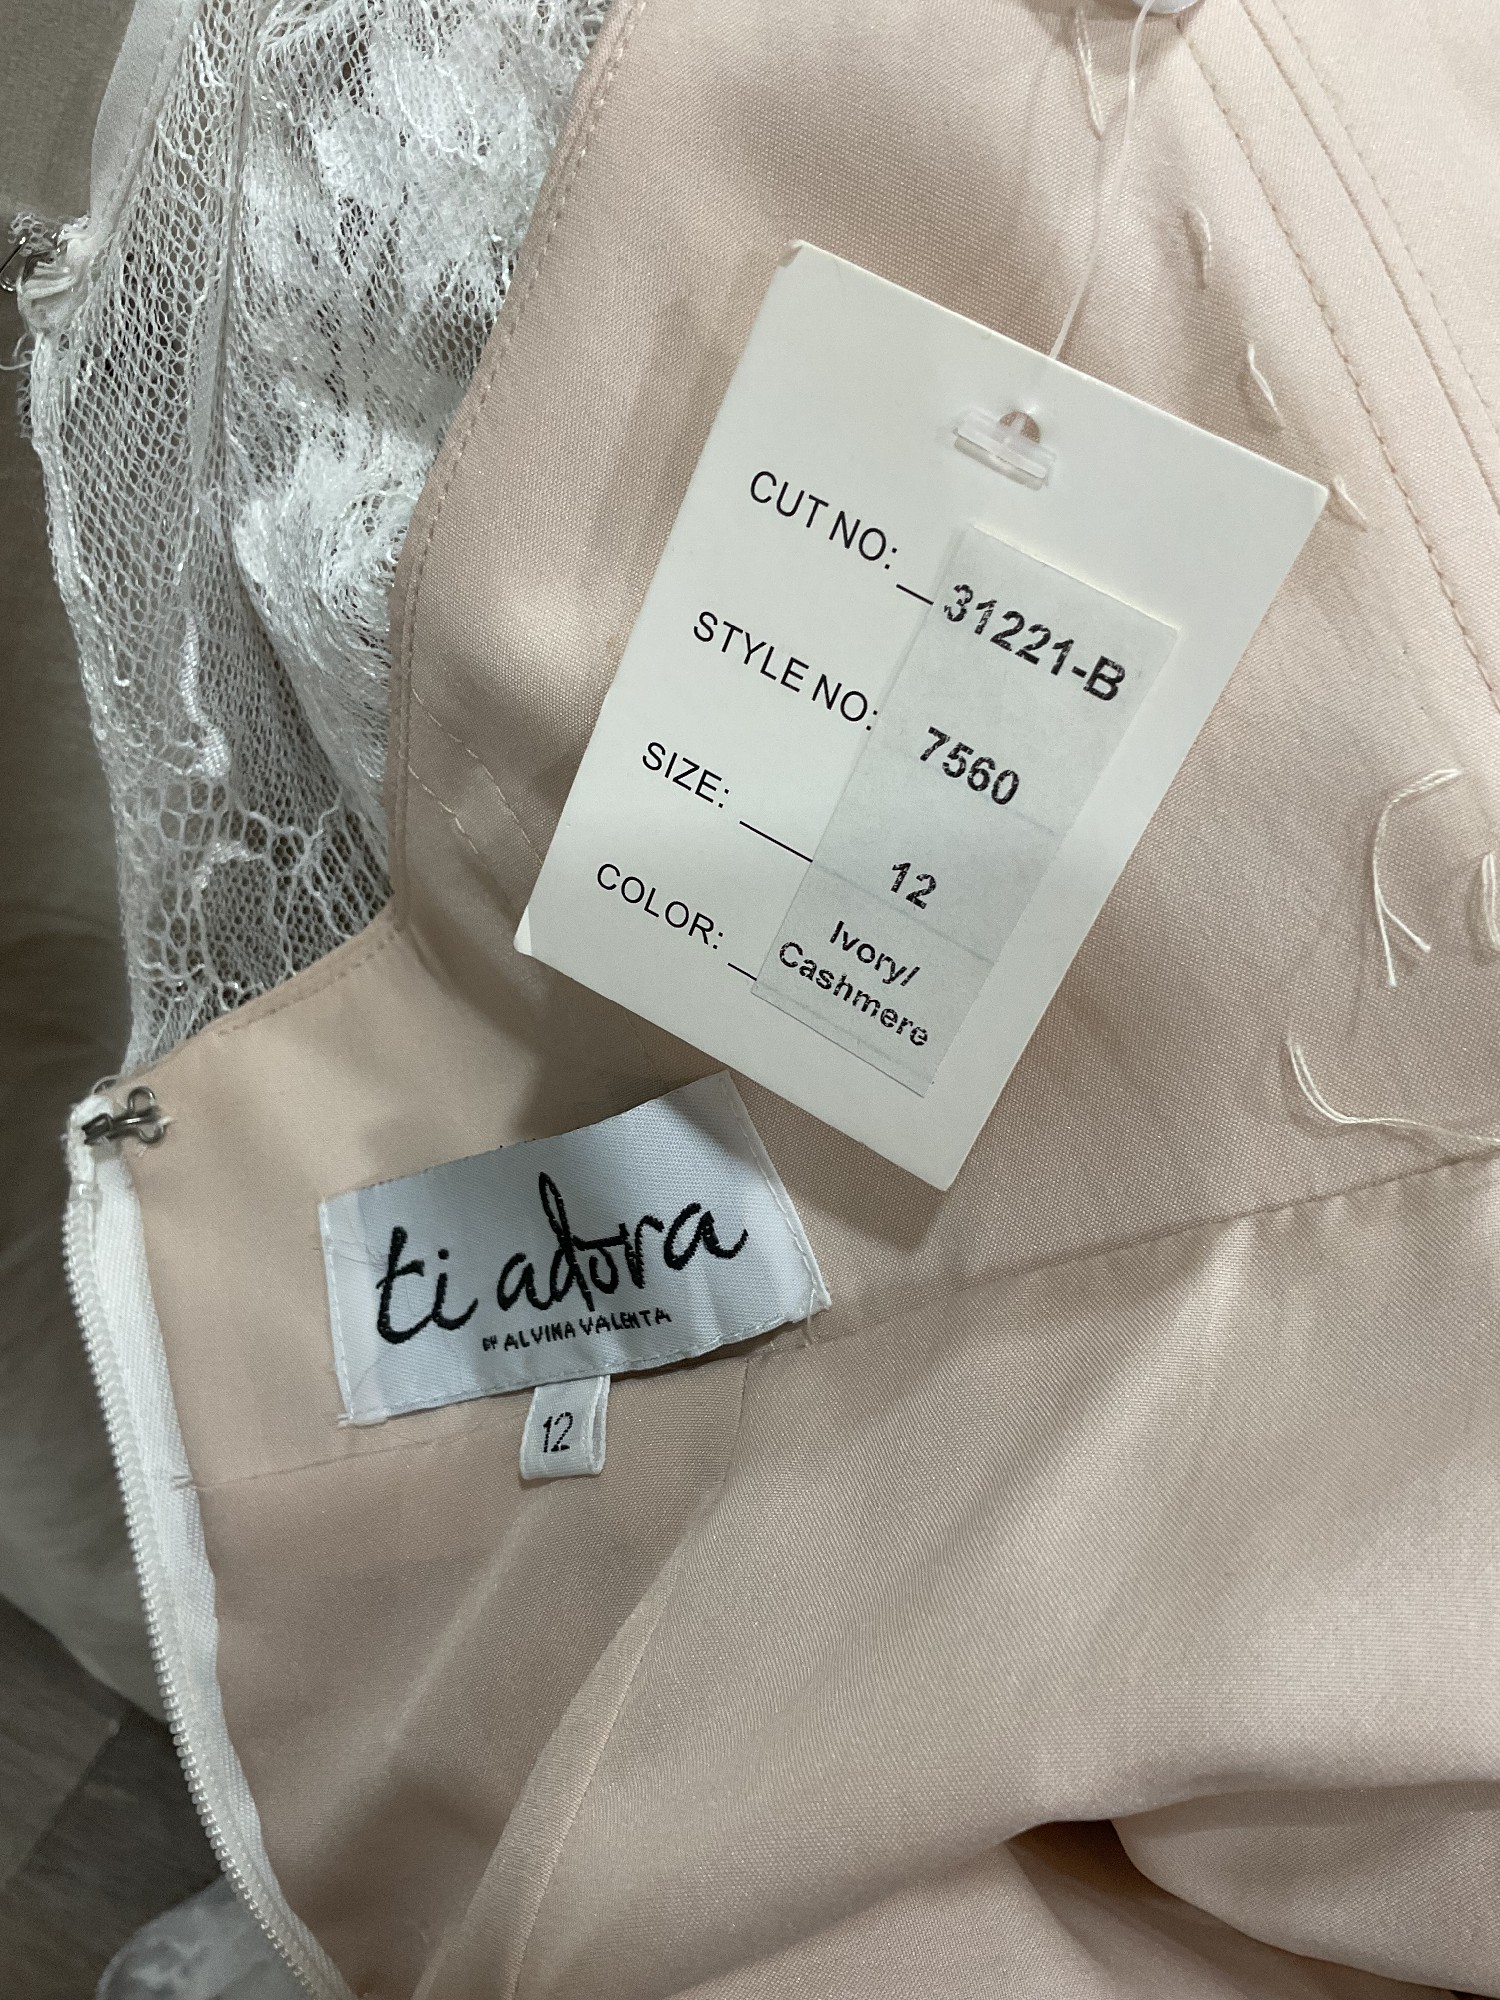 CUT NO: 31221-B
STYLE NO: 7560
SIZE: 12
COLOR: Ivory/
Cashmere
ti adora
BY ALVINA VALENTA
12